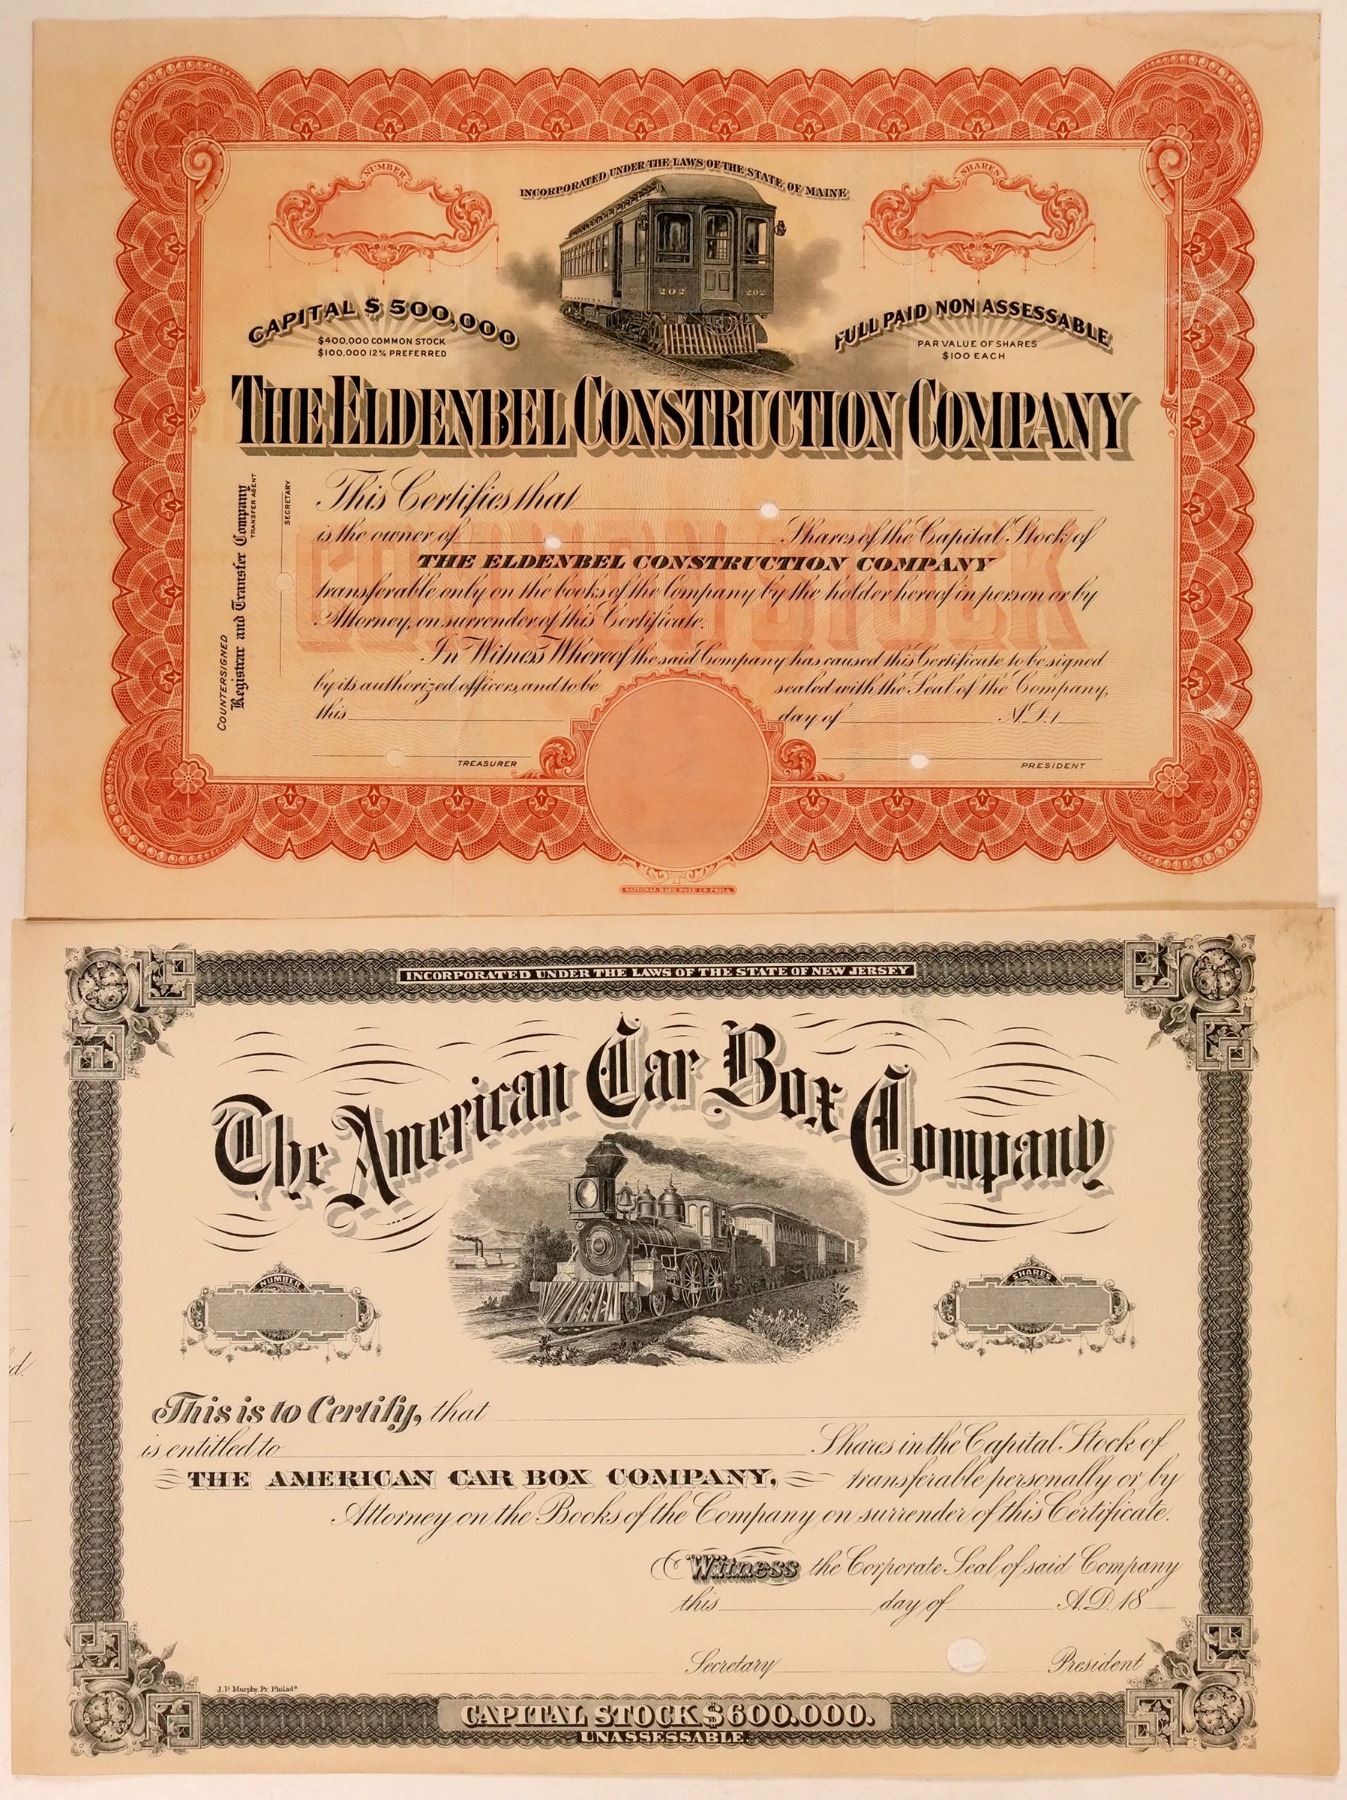 NUMBER
INCORPORATED UNDER THE LAWS OF THE STATE OF MAINE
SHARES
202 202
CAPITAL $500,000
$400,000 COMMON STOCK
$100,000 12% PREFERRED
FULL PAID NON ASSESSABLE
PAR VALUE OF SHARES
$100 EACH
THE ELDENBEL CONSTRUCTION COMPANY
COUNTERSIGNED
Registrar and Transfer Company
TRANSFER AGENT
SECRETARY
COMMON STOCK
This Certifies that
is the owner of Shares of the Capital Stock of
THE ELDENBEL CONSTRUCTION COMPANY
transferable only on the books of the Company by the holder hereof in person or by
Attorney, on surrender of this Certificate.
In Witness Whereof the said Company has caused this Certificate to be signed
by its authorized officers, and to be sealed with the Seal of the Company,
this day of A.D. 1
TREASURER PRESIDENT
NATIONAL BANK NOTE CO. PHILA.
INCORPORATED UNDER THE LAWS OF THE STATE OF NEW JERSEY
The American Car Box Company
NUMBER
SHARES
This is to Certify, that
is entitled to Shares in the Capital Stock of
THE AMERICAN CAR BOX COMPANY, transferable personally or by
Attorney on the Books of the Company on surrender of this Certificate.
Witness the Corporate Seal of said Company
this day of A.D. 18
Secretary President
J.P. Murphy, Pr. Philada
CAPITAL STOCK $600.000.
UNASSESSABLE.